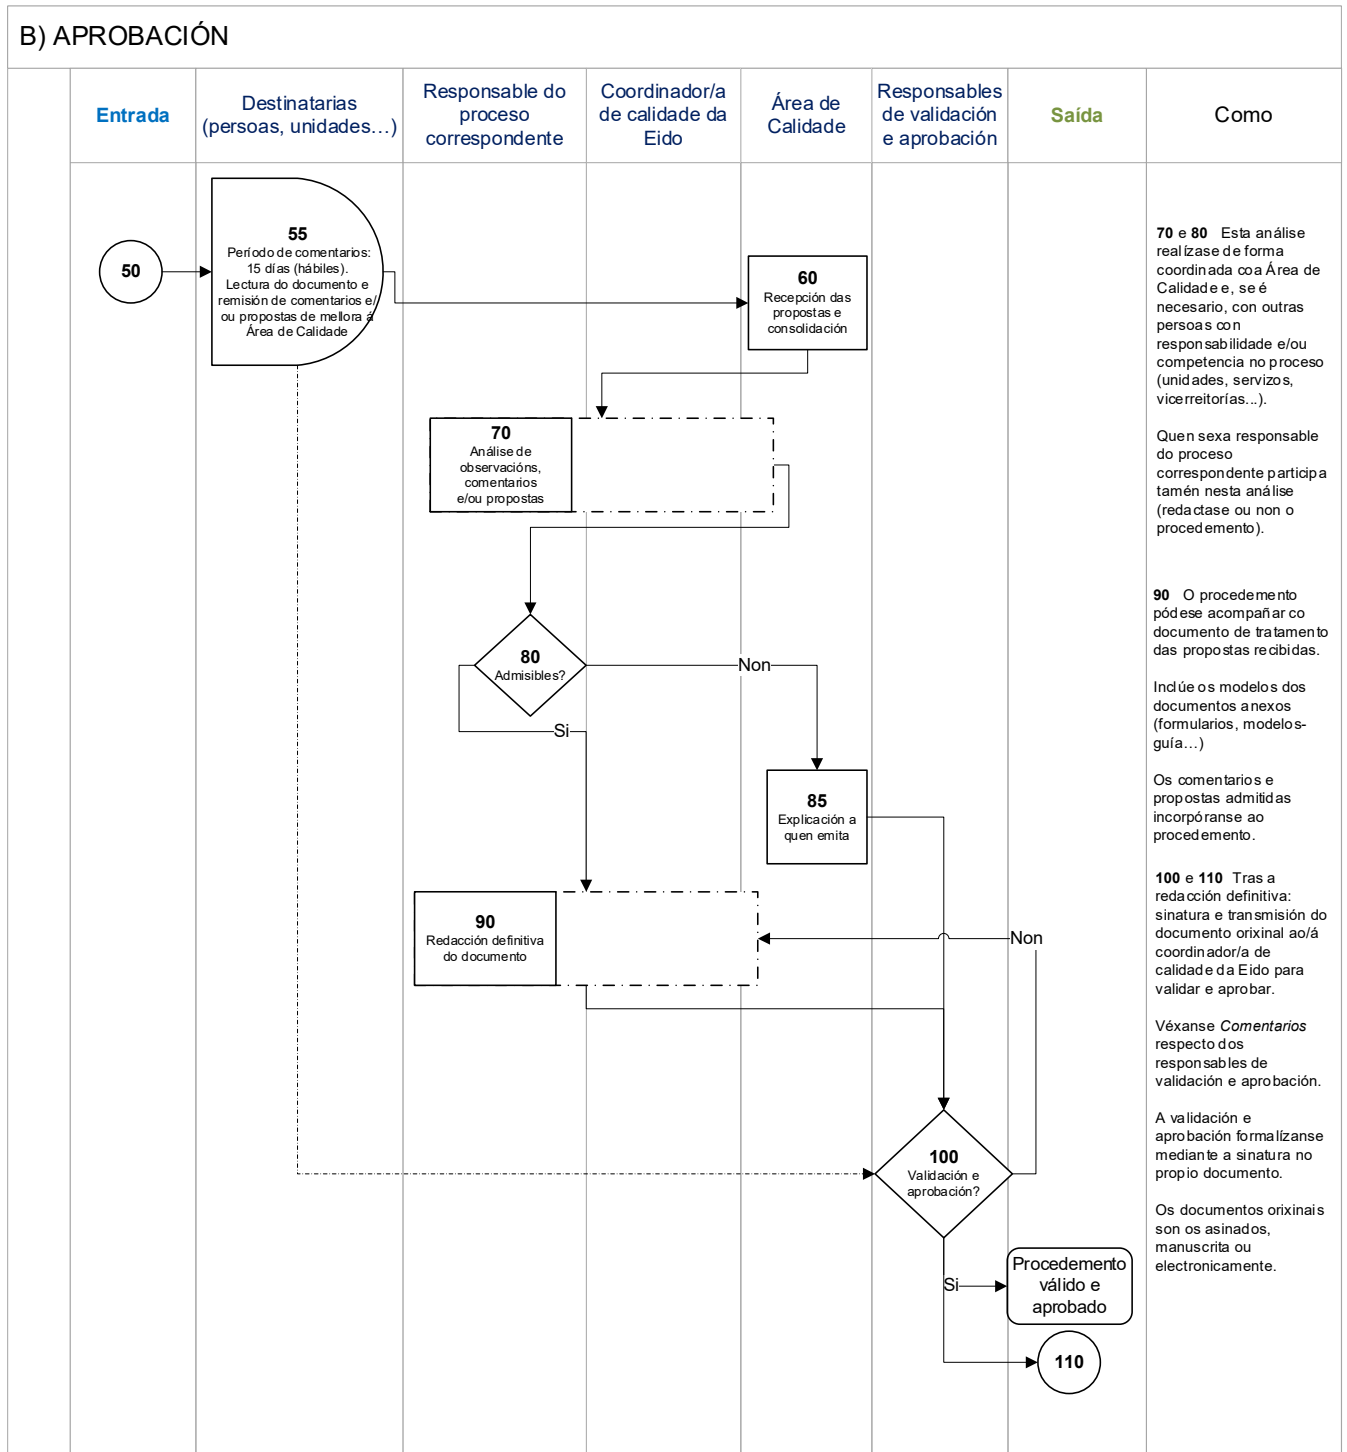 B) APROBACIÓN
Entrada
Destinatarias
(persoas, unidades…)
Responsable do
proceso
correspondente
Coordinador/a
de calidade da
Eido
Área de
Calidade
Responsables
de validación
e aprobación
Saída
Como
50
55
Período de comentarios:
15 días (hábiles).
Lectura do documento e
remisión de comentarios e/
ou propostas de mellora á
Área de Calidade
60
Recepción das
propostas e
consolidación
70
Análise de
observacións,
comentarios
e/ou propostas
80
Admisibles?
Non
Si
85
Explicación a
quen emita
90
Redacción definitiva
do documento
Non
100
Validación e
aprobación?
Si
Procedemento
válido e
aprobado
110
70 e 80 Esta análise
realízase de forma
coordinada coa Área de
Calidade e, se é
necesario, con outras
persoas con
responsabilidade e/ou
competencia no proceso
(unidades, servizos,
vicerreitorías...).
Quen sexa responsable
do proceso
correspondente participa
tamén nesta análise
(redactase ou non o
procedemento).
90 O procedemento
pódese acompañar co
documento de tratamento
das propostas recibidas.
Inclúe os modelos dos
documentos anexos
(formularios, modelos-
guía…)
Os comentarios e
propostas admitidas
incorpóranse ao
procedemento.
100 e 110 Tras a
redacción definitiva:
sinatura e transmisión do
documento orixinal ao/á
coordinador/a de
calidade da Eido para
validar e aprobar.
Véxanse Comentarios
respecto dos
responsables de
validación e aprobación.
A validación e
aprobación formalízanse
mediante a sinatura no
propio documento.
Os documentos orixinais
son os asinados,
manuscrita ou
electronicamente.